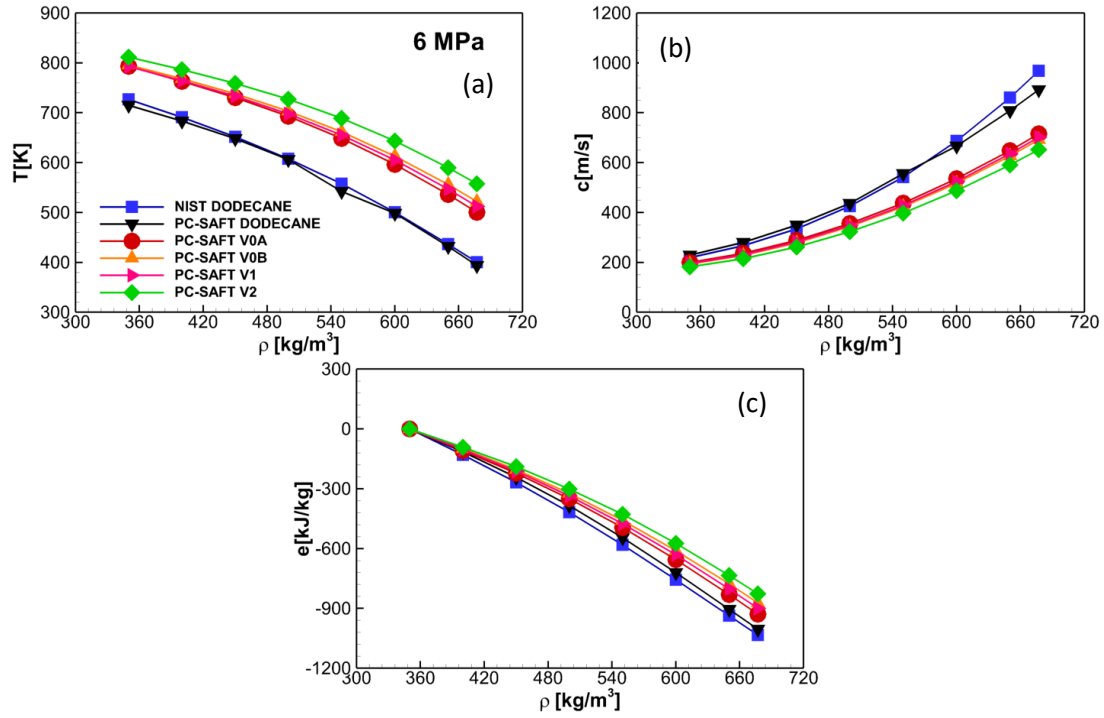 900
800
700
600
500
400
300
T[K]
6 MPa
(a)
NIST DODECANE
PC-SAFT DODECANE
PC-SAFT V0A
PC-SAFT V0B
PC-SAFT V1
PC-SAFT V2
300 360 420 480 540 600 660 720
ρ [kg/m³]
1200
1000
800
600
400
200
0
c[m/s]
(b)
300 360 420 480 540 600 660 720
ρ [kg/m³]
300
0
-300
-600
-900
-1200
e[kJ/kg]
(c)
300 360 420 480 540 600 660 720
ρ [kg/m³]